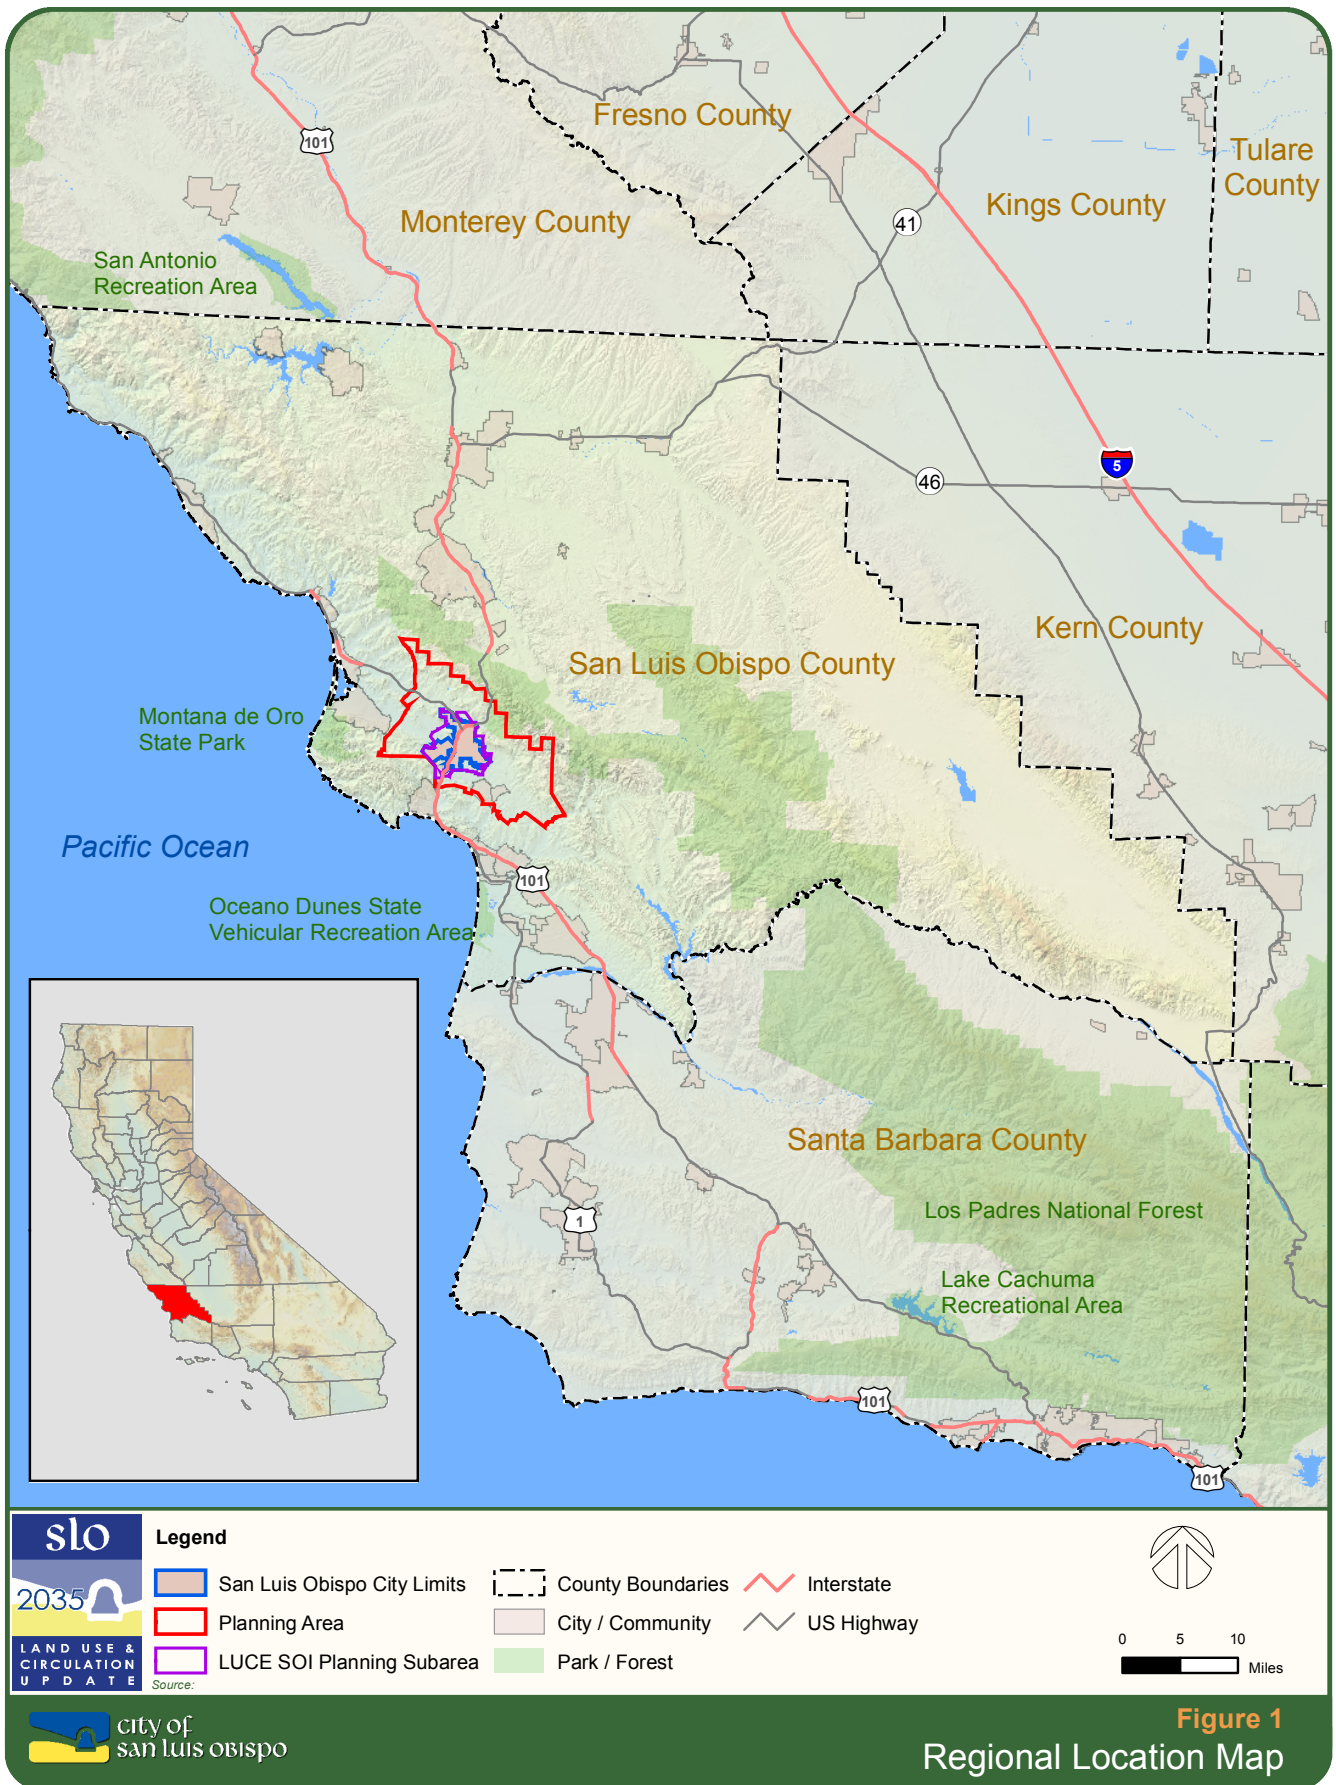 Fresno County
101
Tulare
County
Kings County
Monterey County
41
San Antonio
Recreation Area
5
46
Kern County
San Luis Obispo County
Montana de Oro
State Park
Pacific Ocean
101
Oceano Dunes State
Vehicular Recreation Area
Santa Barbara County
Los Padres National Forest
1
Lake Cachuma
Recreational Area
101
101
slo
2035
LAND USE &
CIRCULATION
UPDATE
Legend
San Luis Obispo City Limits
Planning Area
LUCE SOI Planning Subarea
County Boundaries
City / Community
Park / Forest
Interstate
US Highway
Source:
0 5 10
Miles
city of
san luis obispo
Figure 1
Regional Location Map